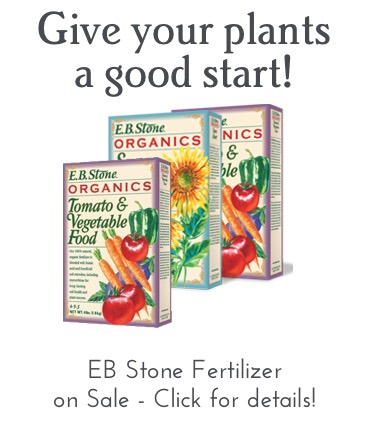 Give your plants
a good start!
E.B. Stone
ORGANICS
E.B. Stone
ORGANICS
&
E.B. Stone
ORGANICS
Tomato &
Vegetable
Food
4-5-3
EB Stone Fertilizer
on Sale - Click for details!